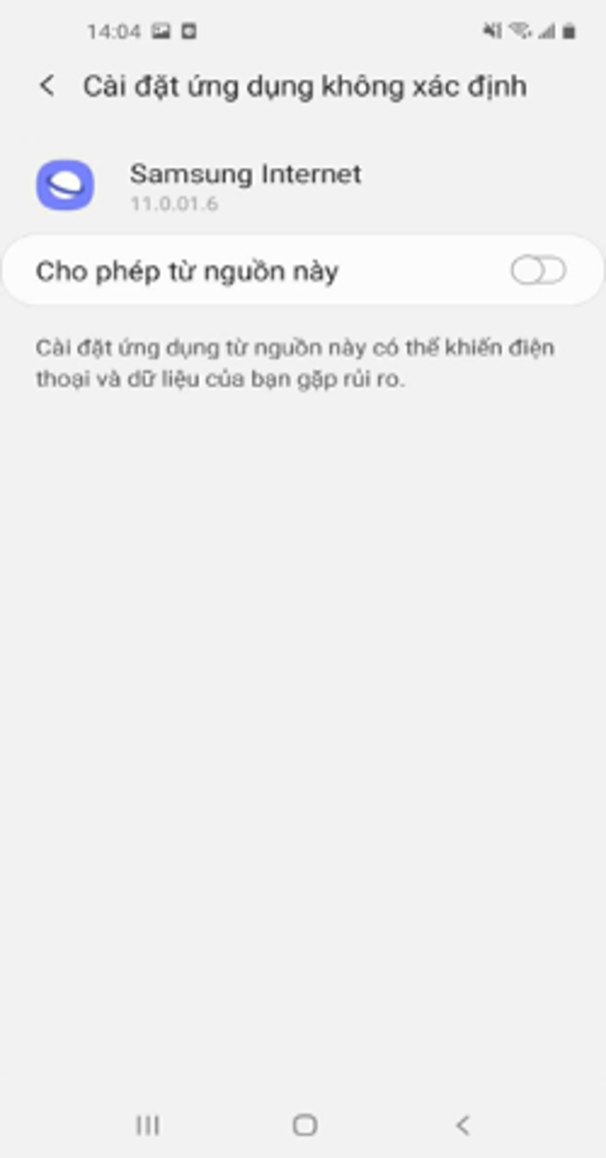 14:04
Cài đặt ứng dụng không xác định
Samsung Internet
11.0.01.6
Cho phép từ nguồn này
Cài đặt ứng dụng từ nguồn này có thể khiến điện
thoại và dữ liệu của bạn gặp rủi ro.